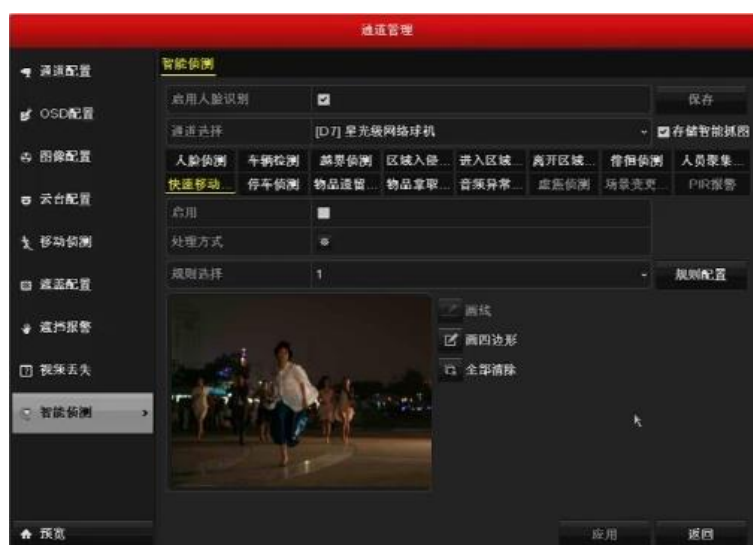 通道管理
通道配置
OSD配置
图像配置
云台配置
移动侦测
遮盖配置
遮挡报警
视频丢失
智能侦测
预览
智能侦测
启用人脸识别
保存
通道选择 [D7] 星光级网络球机 存储智能抓图
人脸侦测 车辆检测 越界侦测 区域入侵... 进入区域... 离开区域... 徘徊侦测 人员聚集...
快速移动... 停车侦测 物品遗留... 物品拿取... 音频异常... 虚焦侦测 场景变更... PIR报警
启用
处理方式
规则选择 1 规则配置
画线
画四边形
全部清除
应用 返回